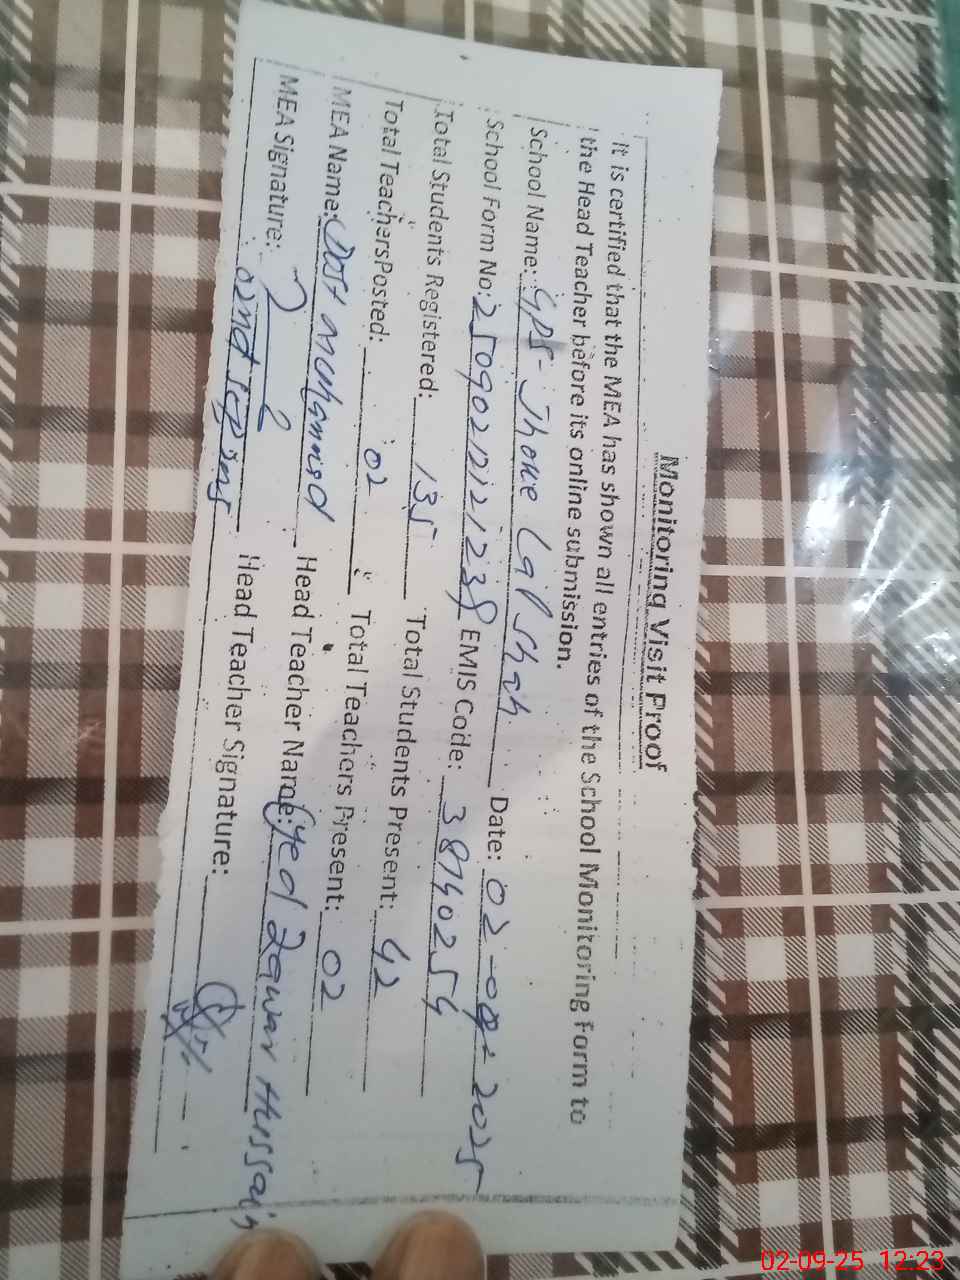 Monitoring Visit Proof
It is certified that the MEA has shown all entries of the School Monitoring Form to
the Head Teacher before its online submission.
School Name: GPS- Jhoke Lal Shah Date: 02-09-2025
School Form No: EMIS Code: 38740254
Total Students Registered: 135 Total Students Present: 42
Total Teachers Posted: 02 Total Teachers Present: 02
MEA Name: Dost muhammed Head Teacher Name: Syed Zawar Hussain
MEA Signature: Head Teacher Signature:
02-09-25 12:23